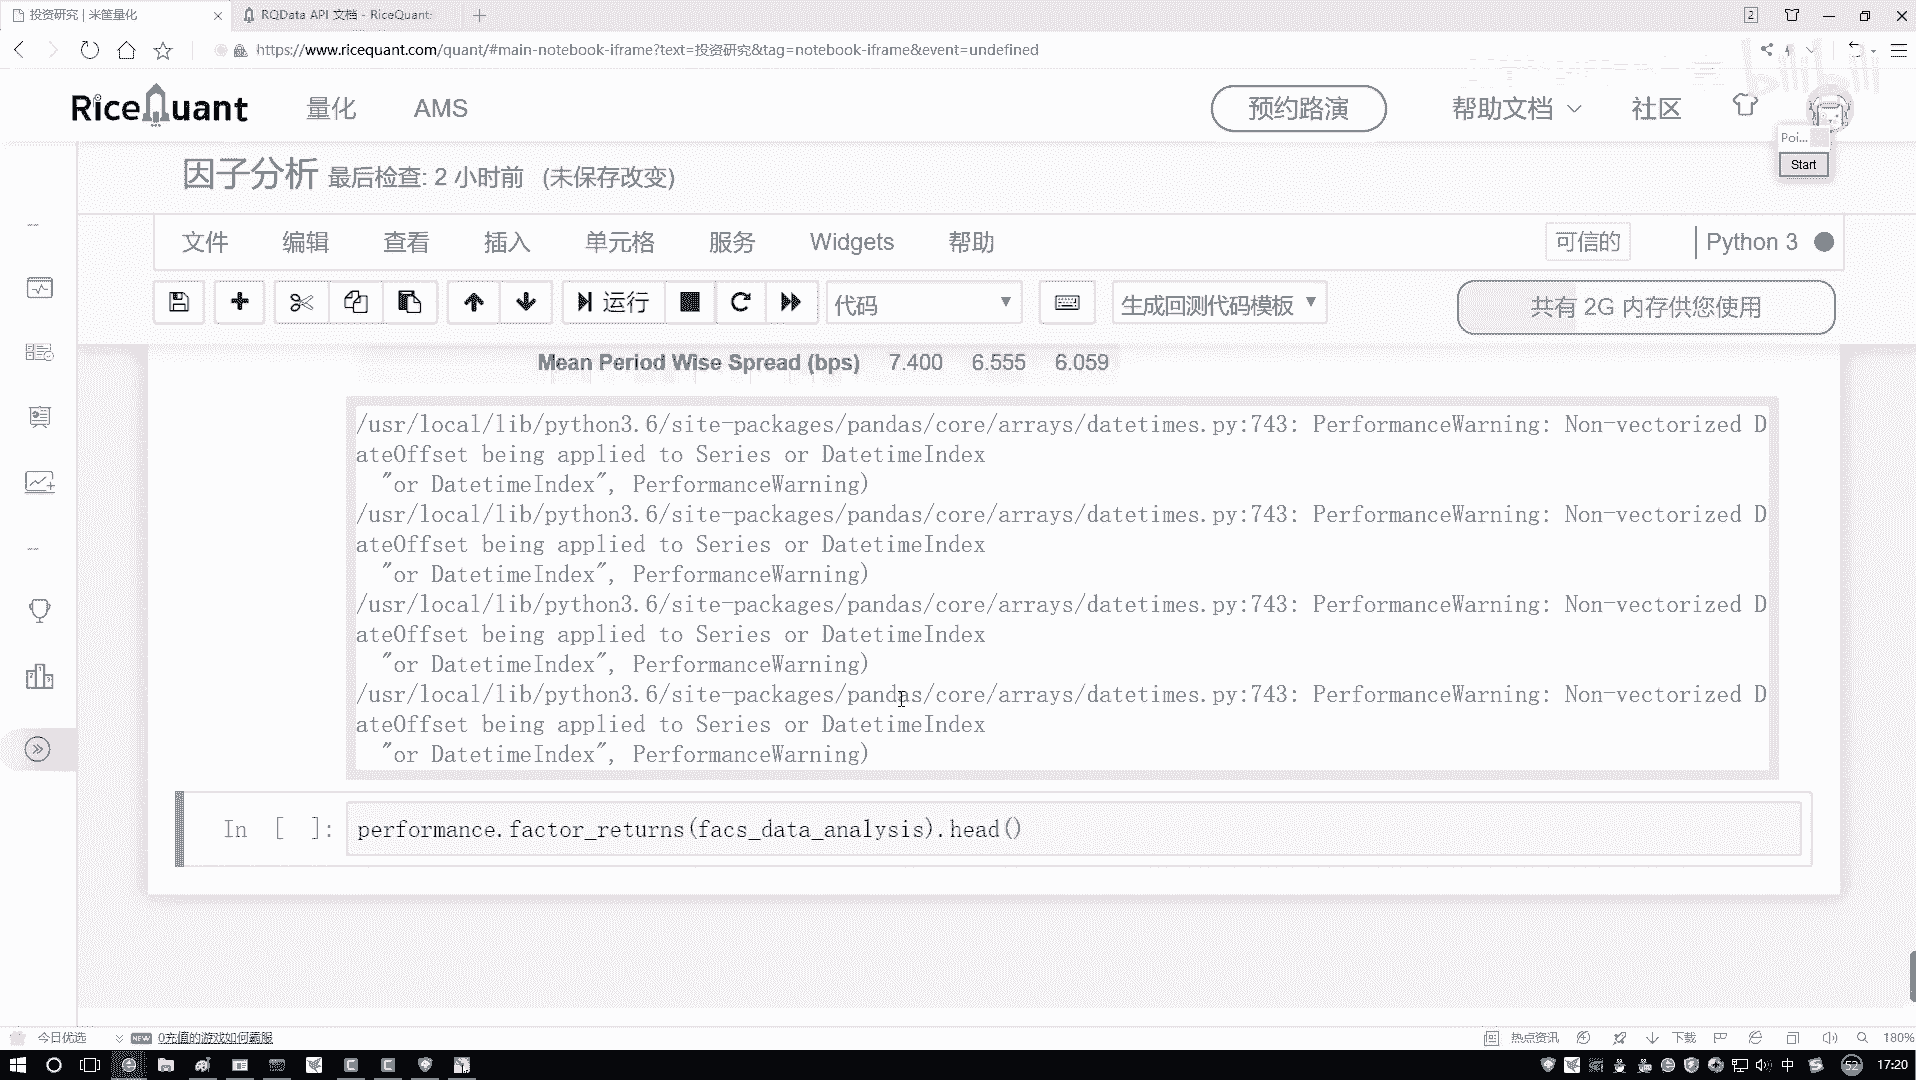 投资研究 | 米筐量化
RQData API 文档 - RiceQuant:
2
https://www.ricequant.com/quant/#main-notebook-iframe?text=投资研究&tag=notebook-iframe&event=undefined
bilibili
RiceQuant
量化
AMS
预约路演
帮助文档
社区
Poi...
Start
因子分析 最后检查: 2 小时前 (未保存改变)
文件 编辑 查看 插入 单元格 服务 Widgets 帮助
可信的
Python 3
运行
代码
生成回测代码模板
共有 2G 内存供您使用
Mean Period Wise Spread (bps) 7.400 6.555 6.059
/usr/local/lib/python3.6/site-packages/pandas/core/arrays/datetimes.py:743: PerformanceWarning: Non-vectorized D
ateOffset being applied to Series or DatetimeIndex
"or DatetimeIndex", PerformanceWarning)
/usr/local/lib/python3.6/site-packages/pandas/core/arrays/datetimes.py:743: PerformanceWarning: Non-vectorized D
ateOffset being applied to Series or DatetimeIndex
"or DatetimeIndex", PerformanceWarning)
/usr/local/lib/python3.6/site-packages/pandas/core/arrays/datetimes.py:743: PerformanceWarning: Non-vectorized D
ateOffset being applied to Series or DatetimeIndex
"or DatetimeIndex", PerformanceWarning)
/usr/local/lib/python3.6/site-packages/pandas/core/arrays/datetimes.py:743: PerformanceWarning: Non-vectorized D
ateOffset being applied to Series or DatetimeIndex
"or DatetimeIndex", PerformanceWarning)
In [ ]: performance.factor_returns(facs_data_analysis).head()
今日优选
NEW
0充值的游戏如何霸服
热点资讯
下载
180%
中
52
17:20